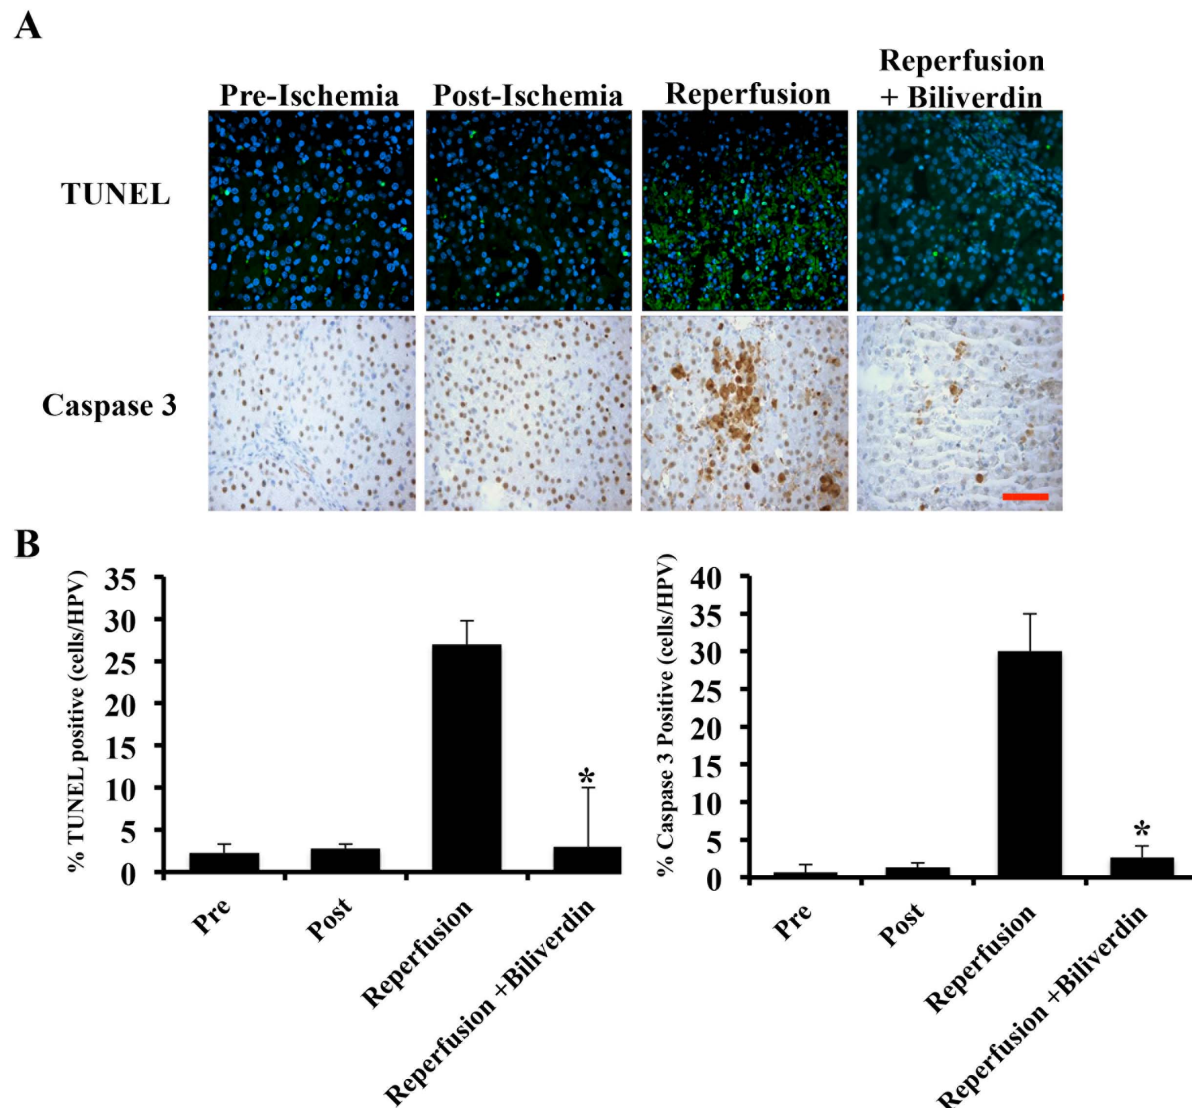 A
Pre-Ischemia
Post-Ischemia
Reperfusion
Reperfusion
+ Biliverdin
TUNEL
Caspase 3
B
% TUNEL positive (cells/HPV)
35
30
25
20
15
10
5
0
*
Pre
Post
Reperfusion
Reperfusion +Biliverdin
% Caspase 3 Positive (cells/HPV)
40
35
30
25
20
15
10
5
0
*
Pre
Post
Reperfusion
Reperfusion +Biliverdin